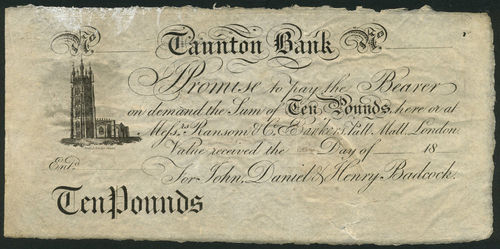 No Taunton Bank No
I Promise to pay the Bearer
on demand the Sum of Ten Pounds, here or at
Messrs. Ransom & Co. Bankers Pall Mall London
Value received the Day of 18
Entd.
For John, Daniel & Henry Badcock.
Ten Pounds